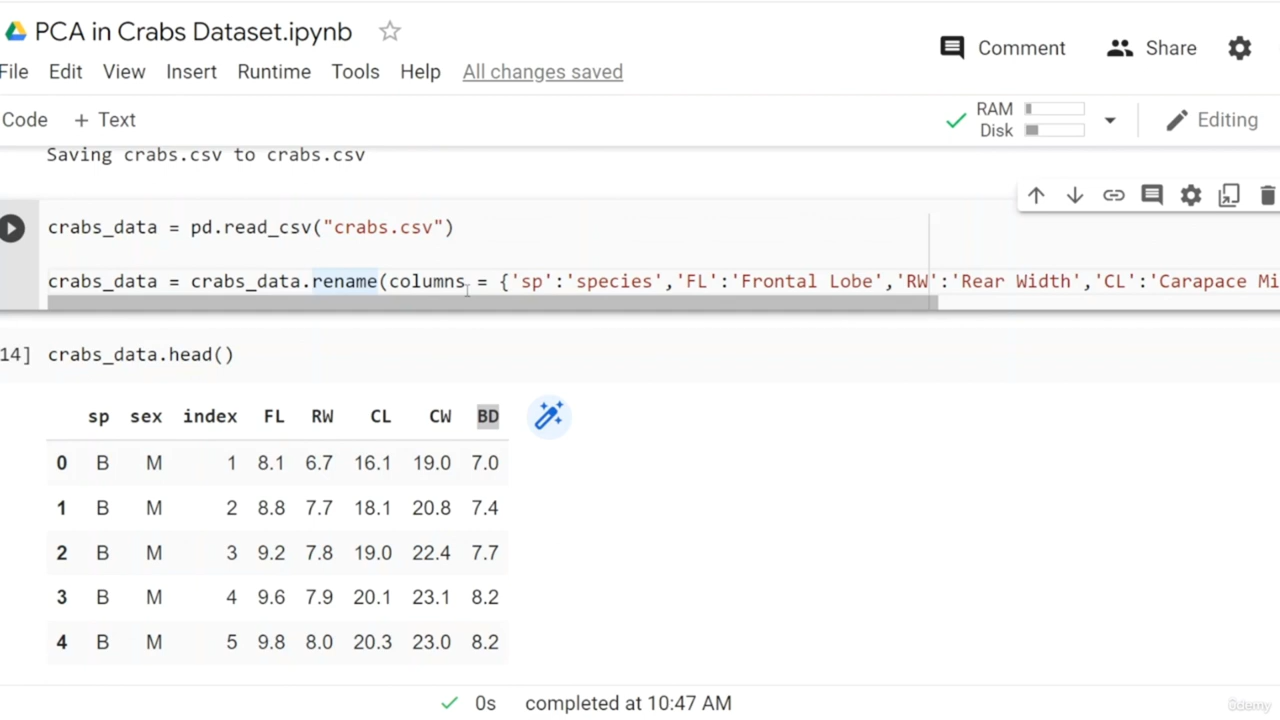 PCA in Crabs Dataset.ipynb
Comment
Share
File Edit View Insert Runtime Tools Help All changes saved
Code + Text
RAM
Disk
Editing
Saving crabs.csv to crabs.csv
crabs_data = pd.read_csv("crabs.csv")
crabs_data = crabs_data.rename(columns = {'sp':'species','FL':'Frontal Lobe','RW':'Rear Width','CL':'Carapace Mi
14] crabs_data.head()
sp sex index FL RW CL CW BD
0 B M 1 8.1 6.7 16.1 19.0 7.0
1 B M 2 8.8 7.7 18.1 20.8 7.4
2 B M 3 9.2 7.8 19.0 22.4 7.7
3 B M 4 9.6 7.9 20.1 23.1 8.2
4 B M 5 9.8 8.0 20.3 23.0 8.2
0s completed at 10:47 AM
ûdemy